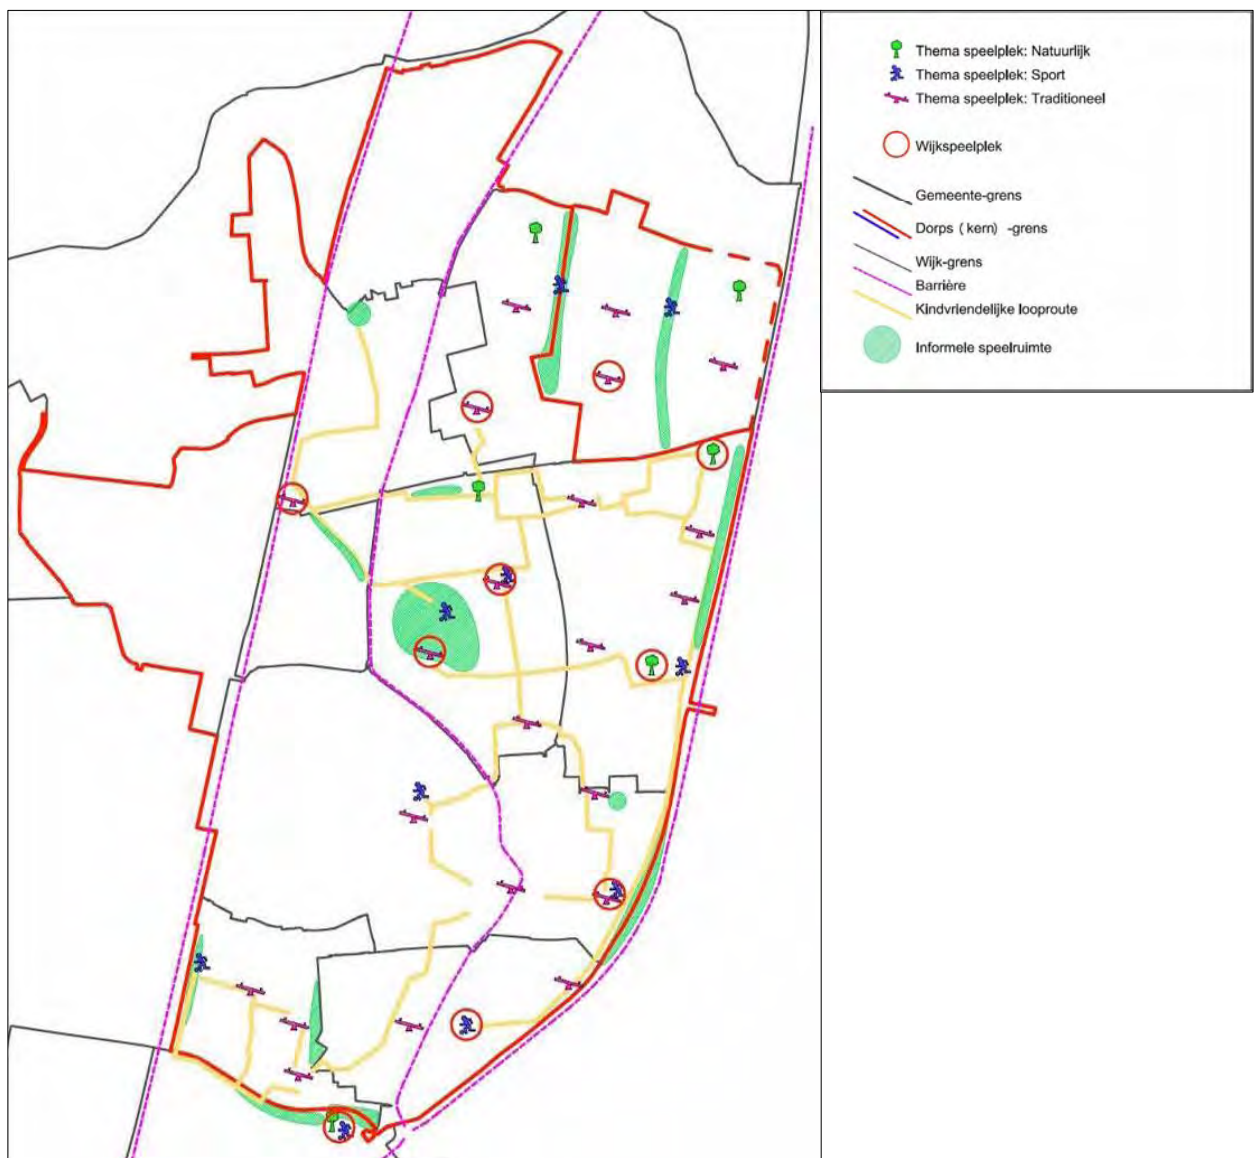 Thema speelplek: Natuurlijk
Thema speelplek: Sport
Thema speelplek: Traditioneel
Wijkspeelplek
Gemeente-grens
Dorps ( kern) -grens
Wijk-grens
Barrière
Kindvriendelijke looproute
Informele speelruimte